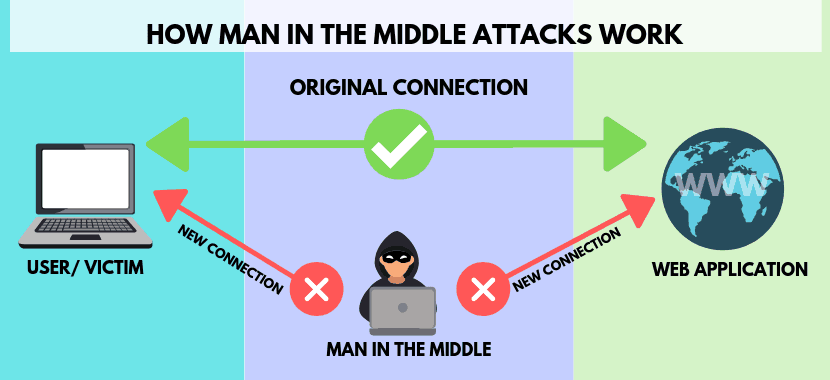 HOW MAN IN THE MIDDLE ATTACKS WORK
ORIGINAL CONNECTION
WWW
NEW CONNECTION
NEW CONNECTION
USER/ VICTIM
WEB APPLICATION
MAN IN THE MIDDLE